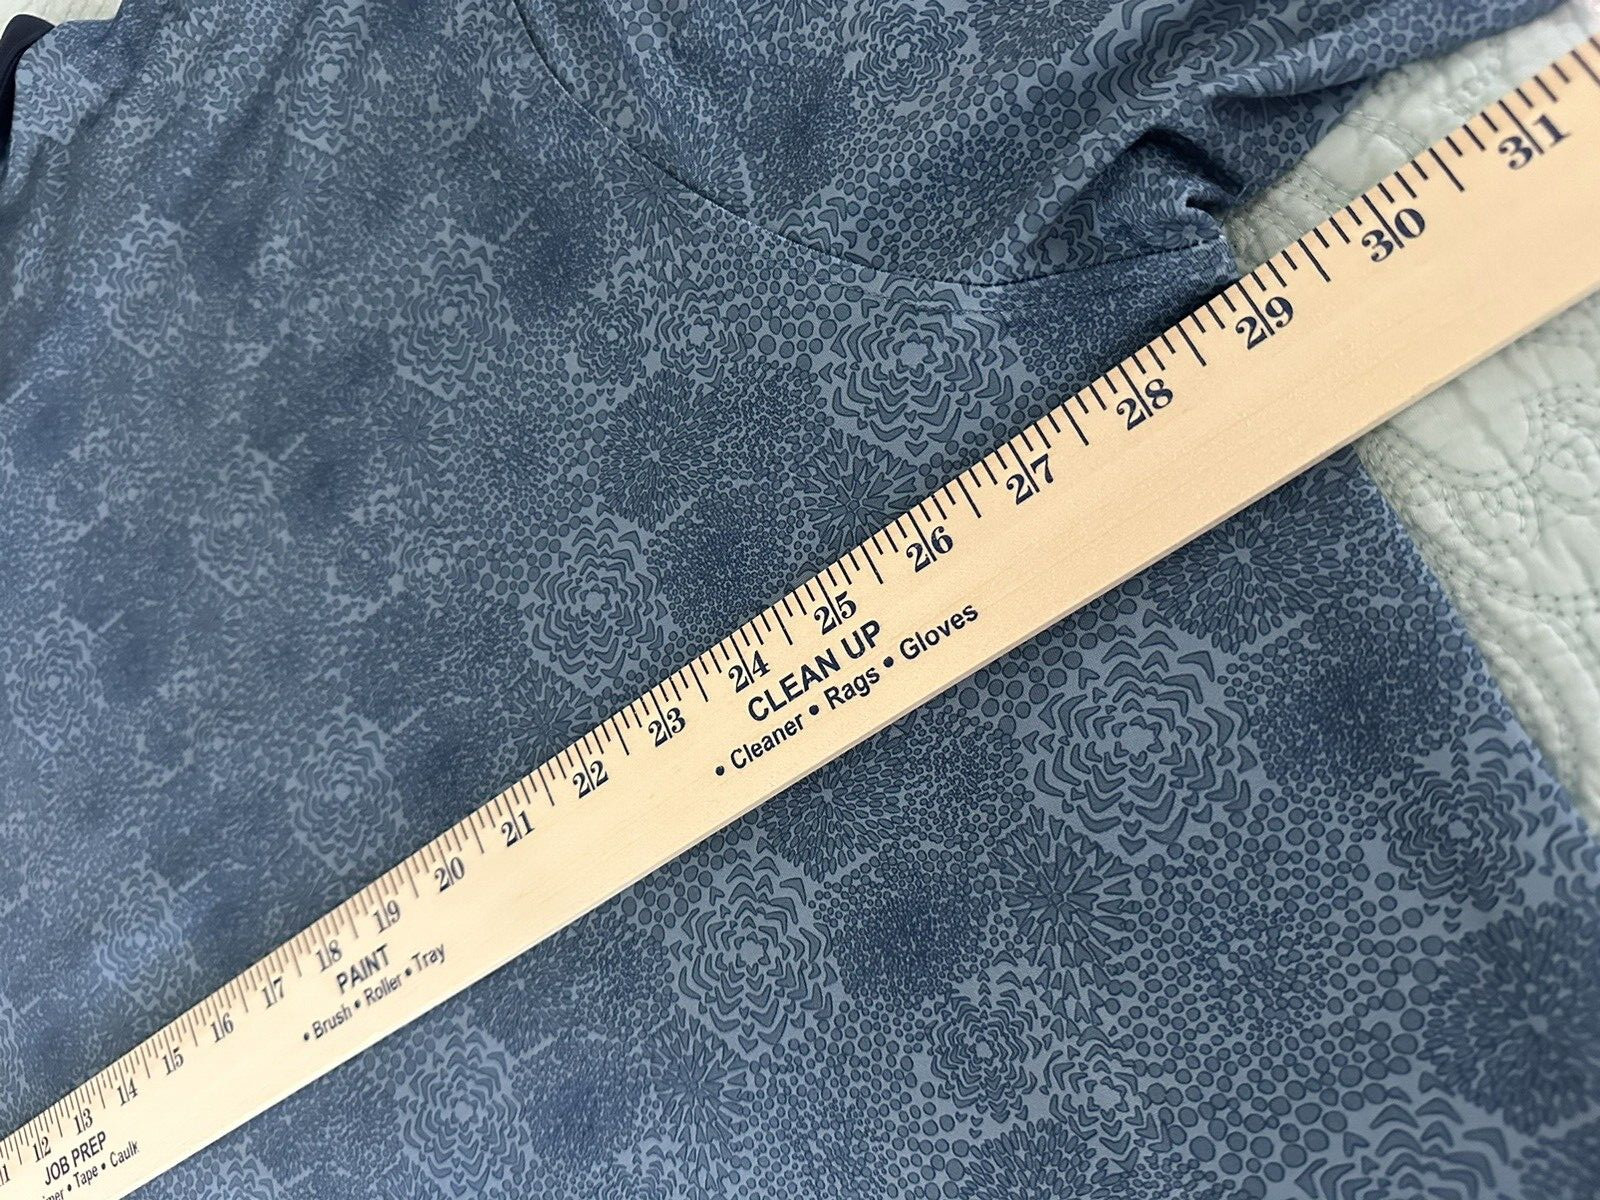 11 12 13 14 15 16 17 18 19 20 21 22 23 24 25 26 27 28 29 30 31
JOB PREP
• Tape • Caulk
PAINT
• Brush • Roller • Tray
CLEAN UP
• Cleaner • Rags • Gloves